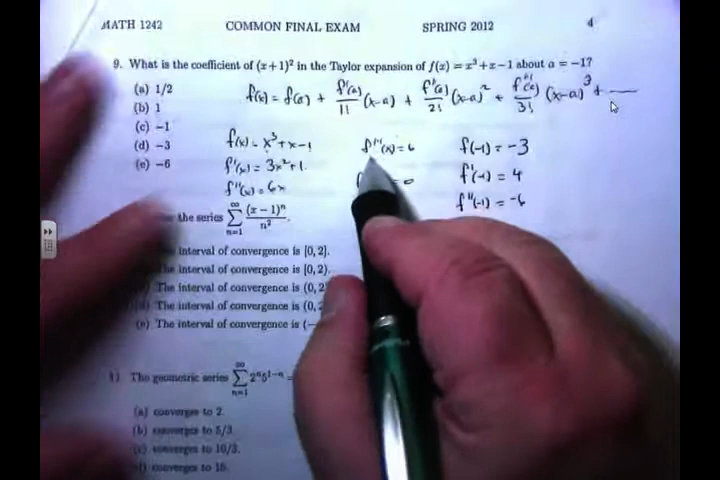 MATH 1242 COMMON FINAL EXAM SPRING 2012 4
9. What is the coefficient of (x+1)² in the Taylor expansion of f(x) = x³ + x − 1 about a = −1?
(a) 1/2
f(x) = f(a) + f'(a)/1! (x-a) + f''(a)/2! (x-a)² + f'''(a)/3! (x-a)³ +
(b) 1
(c) −1
(d) −3
(e) −6
f(x) = x³+x-1 f'''(x) = 6 f(-1) = -3
f'(x) = 3x²+1 = 0 f'(-1) = 4
f''(x) = 6x f''(-1) = -6
the series ∑_{n=1}^{∞} (x − 1)ⁿ/n².
interval of convergence is [0, 2].
interval of convergence is [0, 2).
The interval of convergence is (0, 2
The interval of convergence is (0,
(e) The interval of convergence is (−
The geometric series ∑_{n=1}^{∞} 2ⁿ5^{1−n} =
(a) converges to 2.
(b) converges to 5/3.
converges to 10/3.
converges to 10.